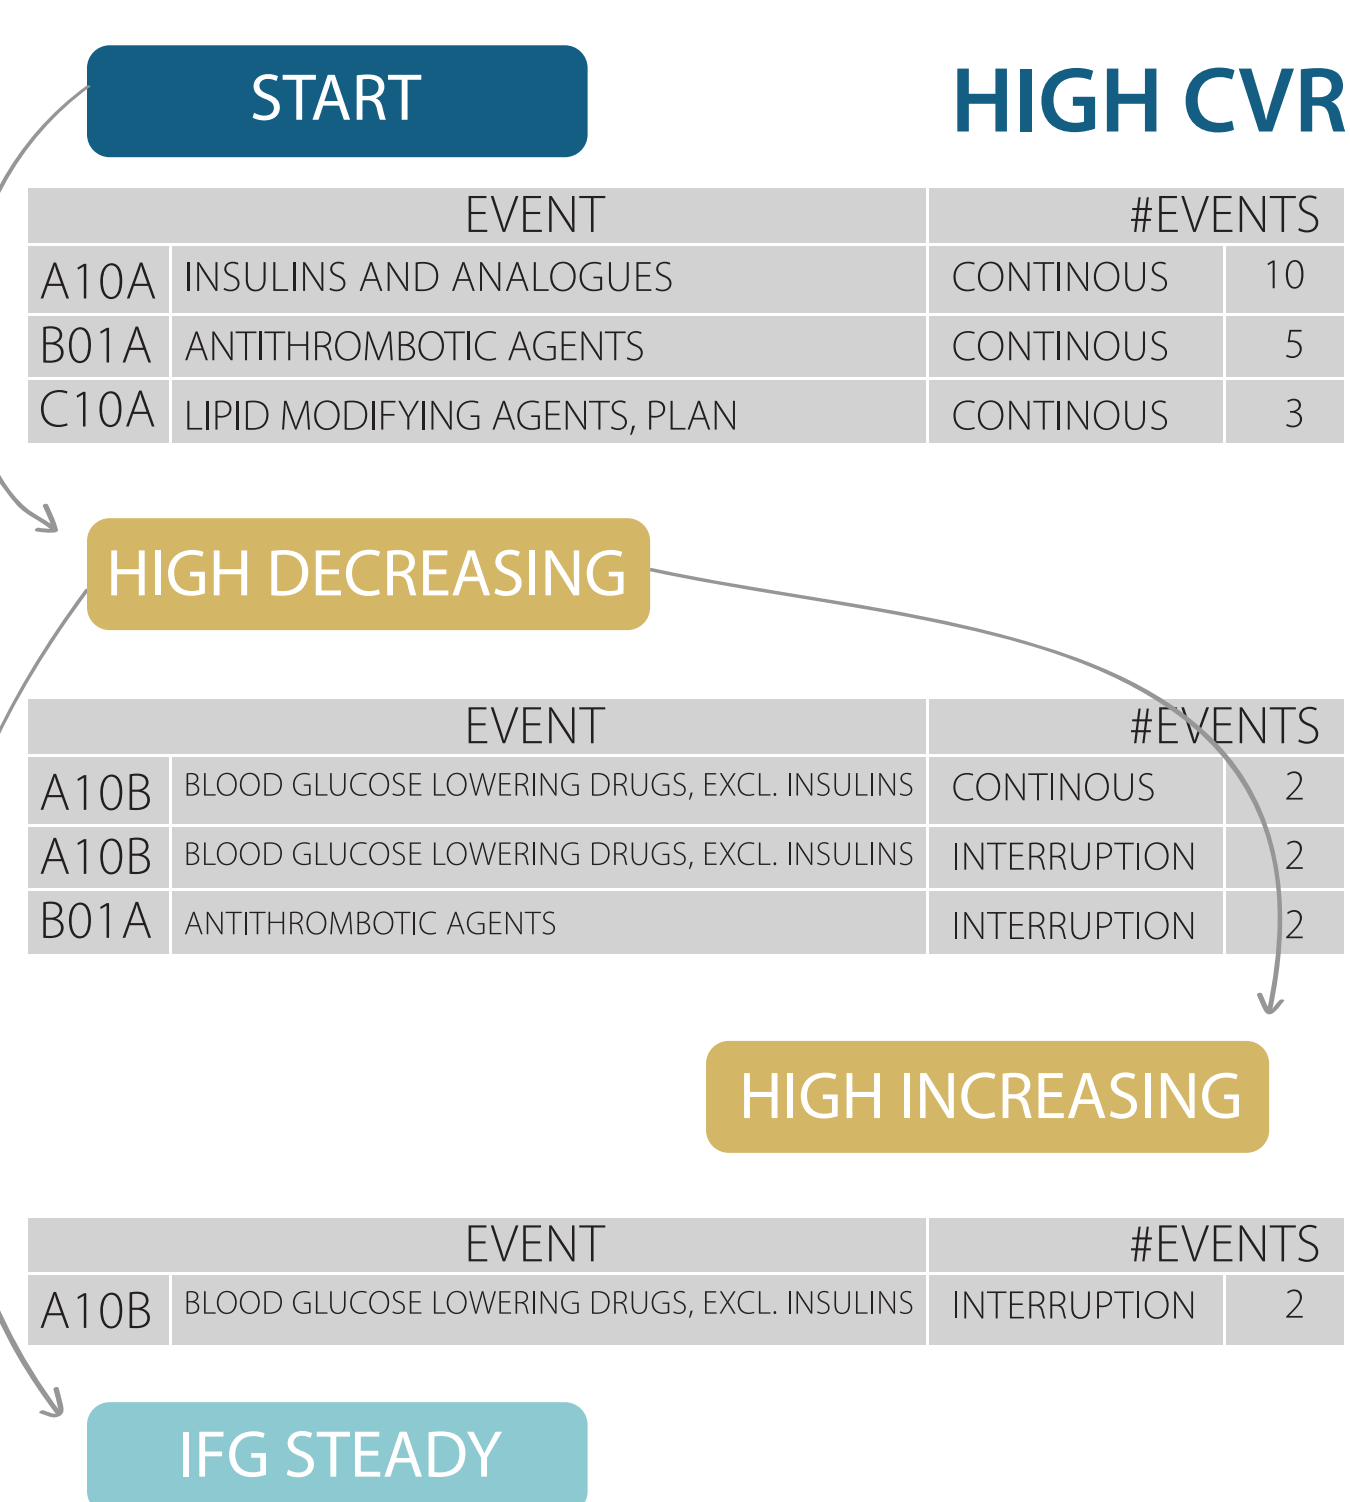 START
HIGH CVR
EVENT #EVENTS
A10A INSULINS AND ANALOGUES CONTINOUS 10
B01A ANTITHROMBOTIC AGENTS CONTINOUS 5
C10A LIPID MODIFYING AGENTS, PLAN CONTINOUS 3
HIGH DECREASING
EVENT #EVENTS
A10B BLOOD GLUCOSE LOWERING DRUGS, EXCL. INSULINS CONTINOUS 2
A10B BLOOD GLUCOSE LOWERING DRUGS, EXCL. INSULINS INTERRUPTION 2
B01A ANTITHROMBOTIC AGENTS INTERRUPTION 2
HIGH INCREASING
EVENT #EVENTS
A10B BLOOD GLUCOSE LOWERING DRUGS, EXCL. INSULINS INTERRUPTION 2
IFG STEADY